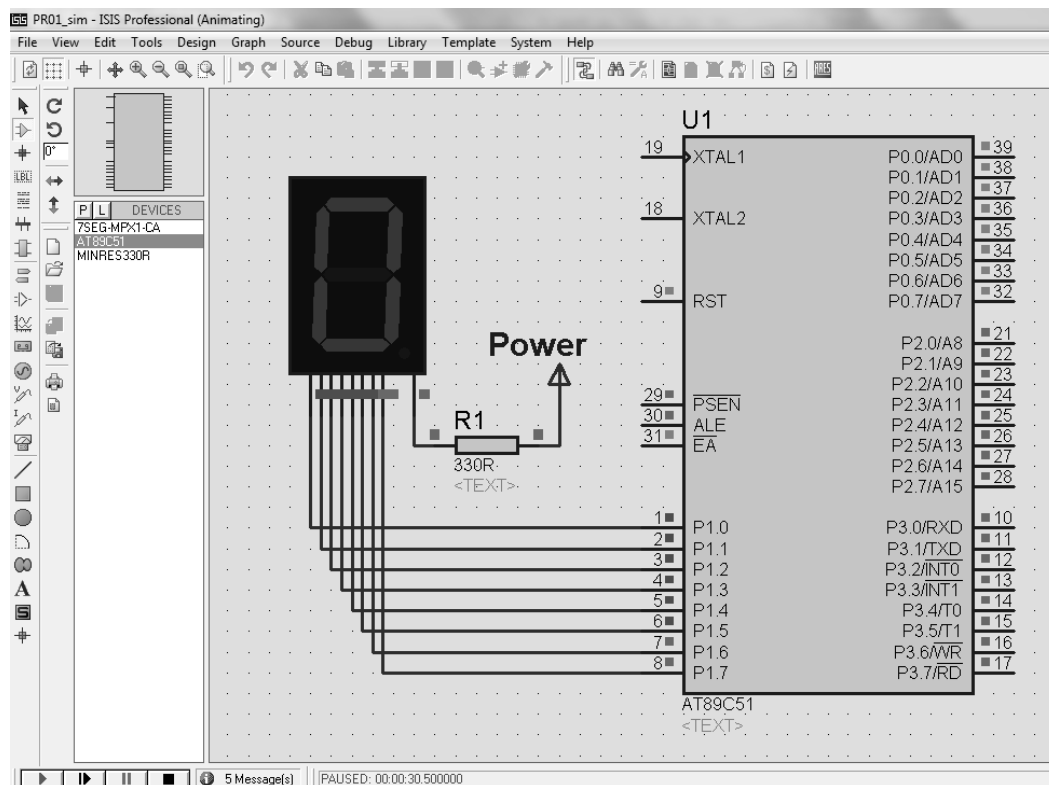 ISIS PR01_sim - ISIS Professional (Animating)
File View Edit Tools Design Graph Source Debug Library Template System Help
0°
LBL
P L DEVICES
7SEG-MPX1-CA
AT89C51
MINRES330R
A
S
Power
R1
330R
<TEXT>
U1
19 XTAL1
18 XTAL2
9 RST
29 PSEN
30 ALE
31 EA
1 P1.0
2 P1.1
3 P1.2
4 P1.3
5 P1.4
6 P1.5
7 P1.6
8 P1.7
P0.0/AD0 39
P0.1/AD1 38
P0.2/AD2 37
P0.3/AD3 36
P0.4/AD4 35
P0.5/AD5 34
P0.6/AD6 33
P0.7/AD7 32
P2.0/A8 21
P2.1/A9 22
P2.2/A10 23
P2.3/A11 24
P2.4/A12 25
P2.5/A13 26
P2.6/A14 27
P2.7/A15 28
P3.0/RXD 10
P3.1/TXD 11
P3.2/INT0 12
P3.3/INT1 13
P3.4/T0 14
P3.5/T1 15
P3.6/WR 16
P3.7/RD 17
AT89C51
<TEXT>
5 Message(s) PAUSED: 00:00:30.500000